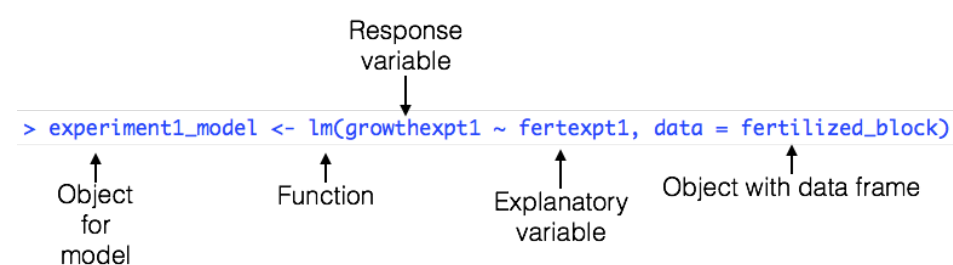 Response
variable
> experiment1_model <- lm(growthexpt1 ~ fertexpt1, data = fertilized_block)
Object
for
model
Function
Explanatory
variable
Object with data frame